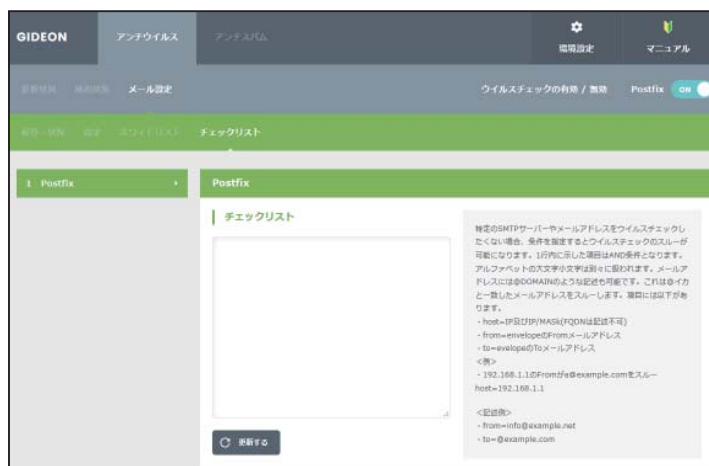 GIDEON
アンチウイルス
アンチスパム
環境設定
マニュアル
メール設定
ウイルスチェックの有効 / 無効
Postfix
ON
ホワイトリスト
チェックリスト
1 Postfix
Postfix
チェックリスト
特定のSMTPサーバーやメールアドレスをウイルスチェックし
たくない場合、条件を指定するとウイルスチェックのスルーが
可能になります。1行内に示した項目はAND条件となります。
アルファベットの大文字小文字は別々に扱われます。メールア
ドレスには@DOMAINのような記述も可能です。これは@イカ
と一致したメールアドレスをスルーします。項目には以下があ
ります。
・host=IP及びIP/MASk(FQDNは記述不可)
・from=envelopeのFromメールアドレス
・to=evelopeのToメールアドレス
<例>
・192.168.1.1のFromがa@example.comをスルー
host=192.168.1.1
<記述例>
・from=info@example.net
・to=@example.com
更新する